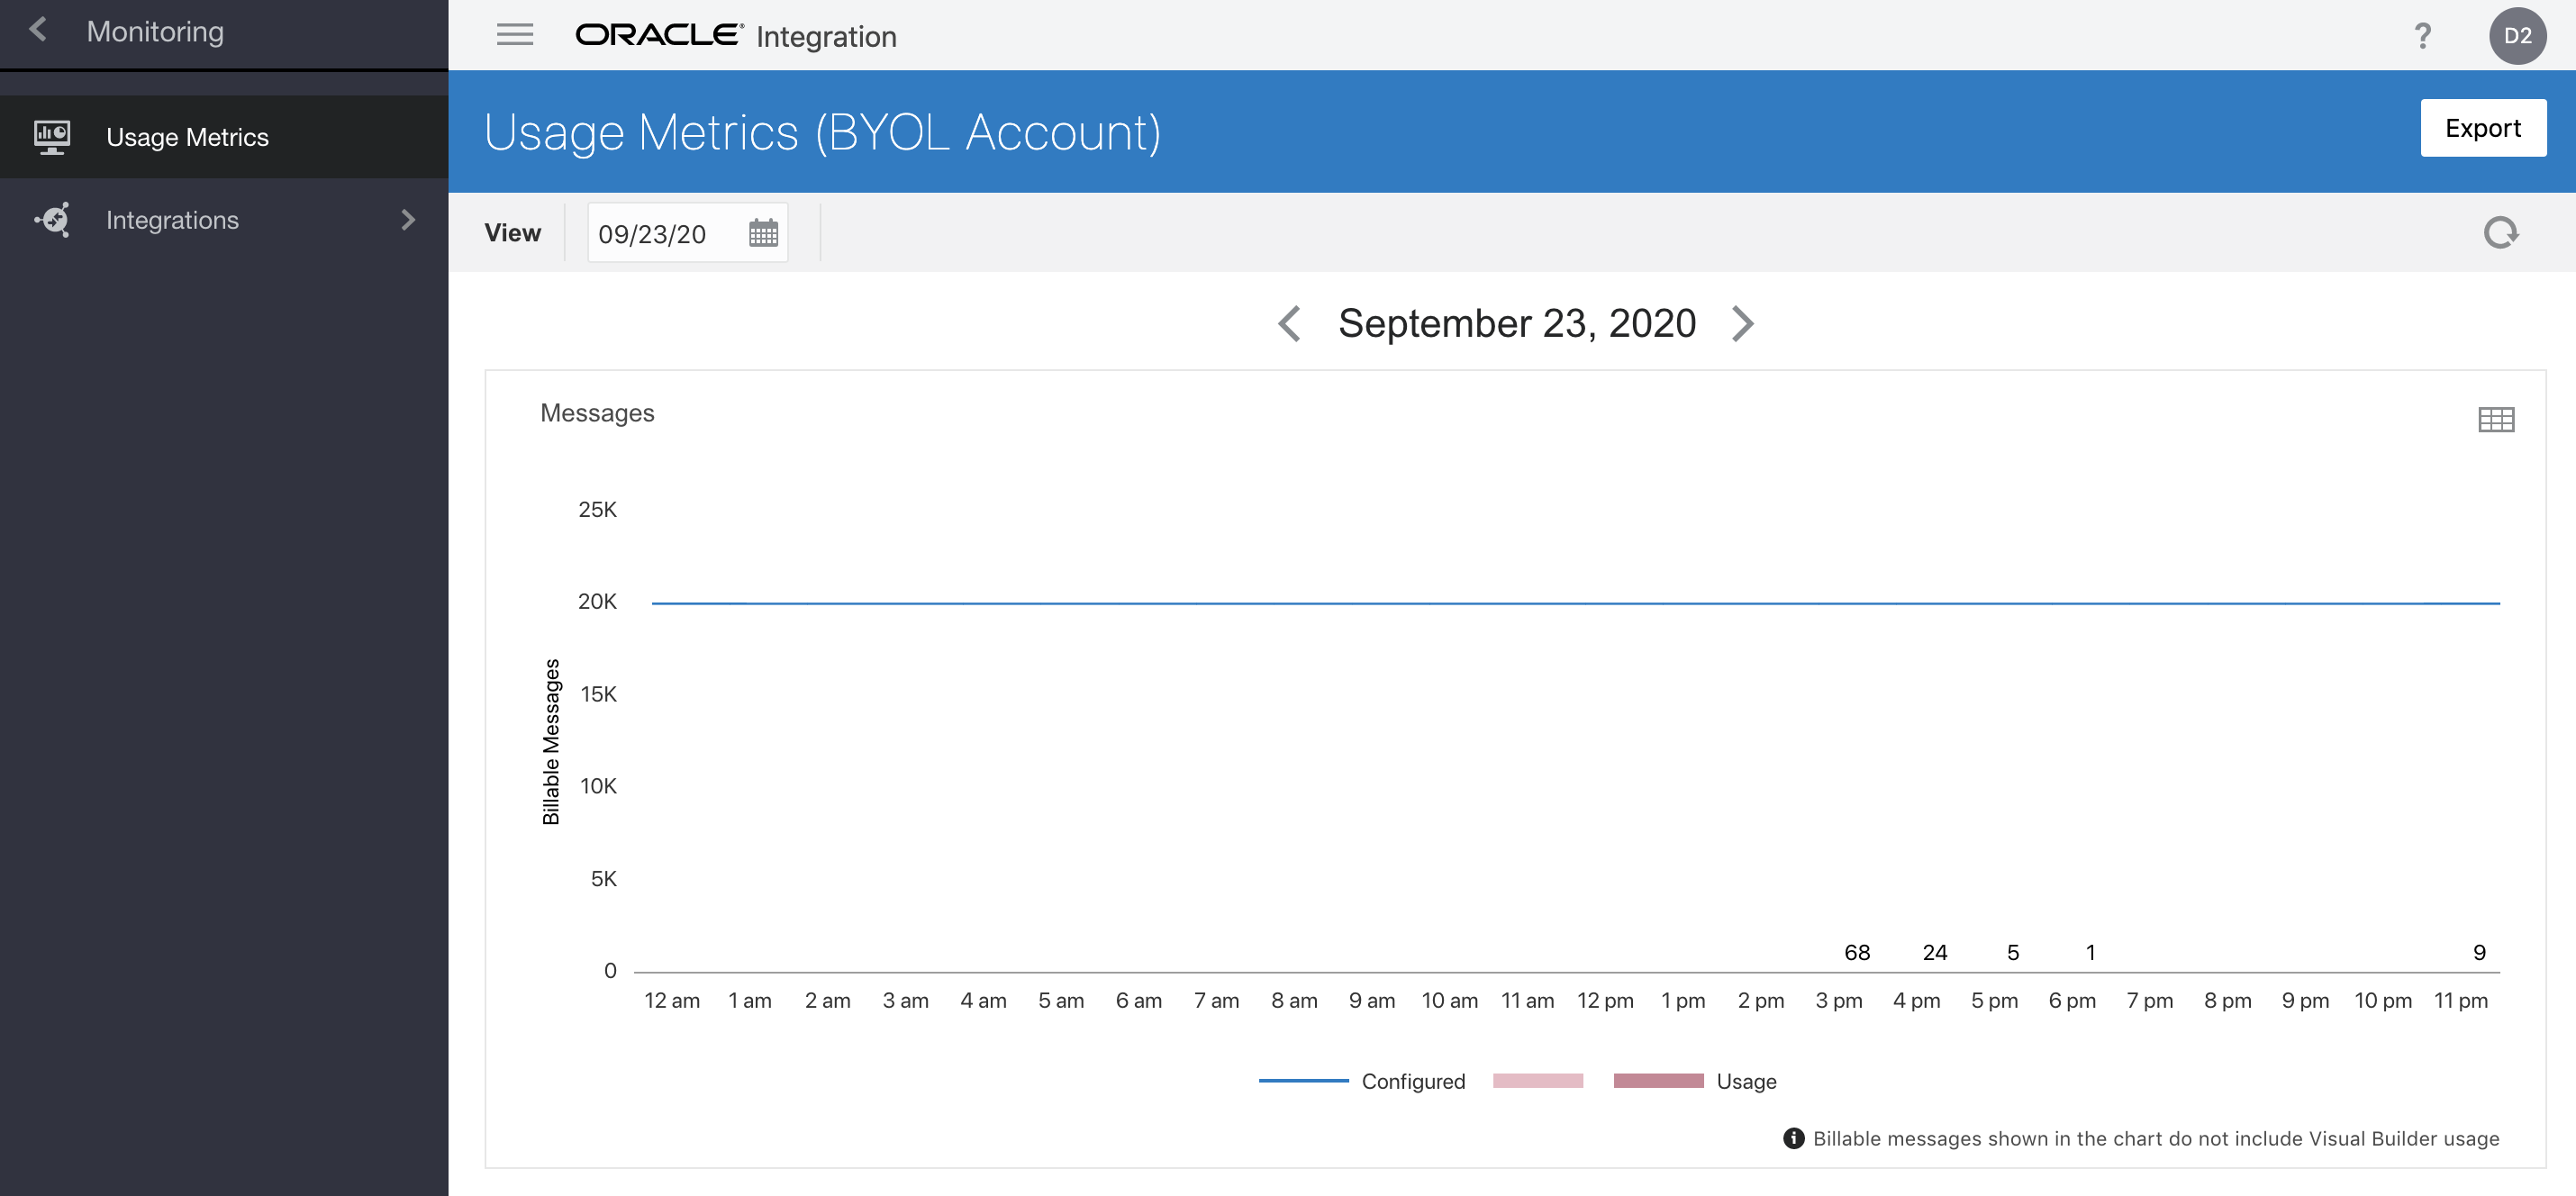 Monitoring
ORACLE® Integration
?
D2
Usage Metrics
Integrations
Usage Metrics (BYOL Account)
Export
View
09/23/20
September 23, 2020
Messages
25K
20K
15K
10K
5K
0
Billable Messages
68 24 5 1 9
12 am 1 am 2 am 3 am 4 am 5 am 6 am 7 am 8 am 9 am 10 am 11 am 12 pm 1 pm 2 pm 3 pm 4 pm 5 pm 6 pm 7 pm 8 pm 9 pm 10 pm 11 pm
Configured Usage
Billable messages shown in the chart do not include Visual Builder usage